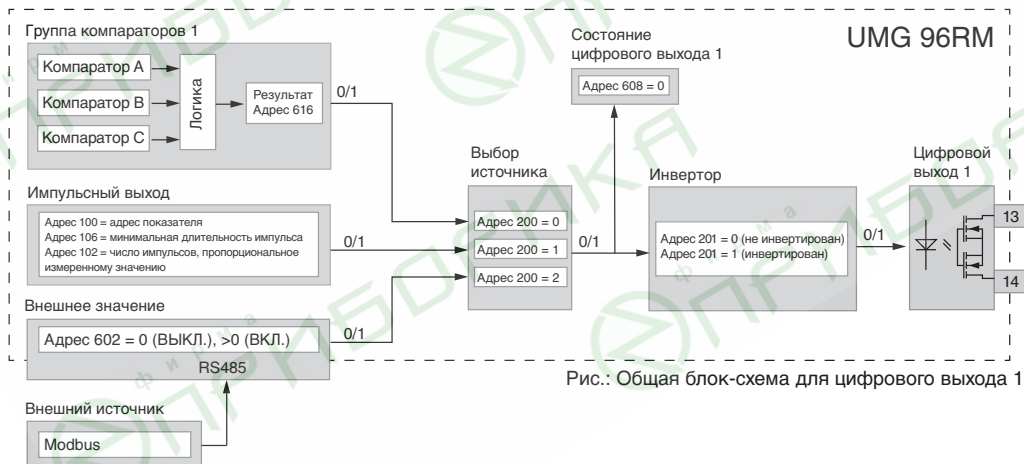 Группа компараторов 1
Компаратор A
Компаратор B
Компаратор C
Логика
Результат
Адрес 616
0/1
Состояние
цифрового выхода 1
Адрес 608 = 0
UMG 96RM
Импульсный выход
Адрес 100 = адрес показателя
Адрес 106 = минимальная длительность импульса
Адрес 102 = число импульсов, пропорциональное
измеренному значению
0/1
Выбор
источника
Адрес 200 = 0
Адрес 200 = 1
Адрес 200 = 2
0/1
Инвертор
Адрес 201 = 0 (не инвертирован)
Адрес 201 = 1 (инвертирован)
0/1
Цифровой
выход 1
13
14
Внешнее значение
Адрес 602 = 0 (ВЫКЛ.), >0 (ВКЛ.)
0/1
RS485
Внешний источник
Modbus
Рис.: Общая блок-схема для цифрового выхода 1
фирма
ПРИБОРИКА
фирма
ПРИБОРИКА